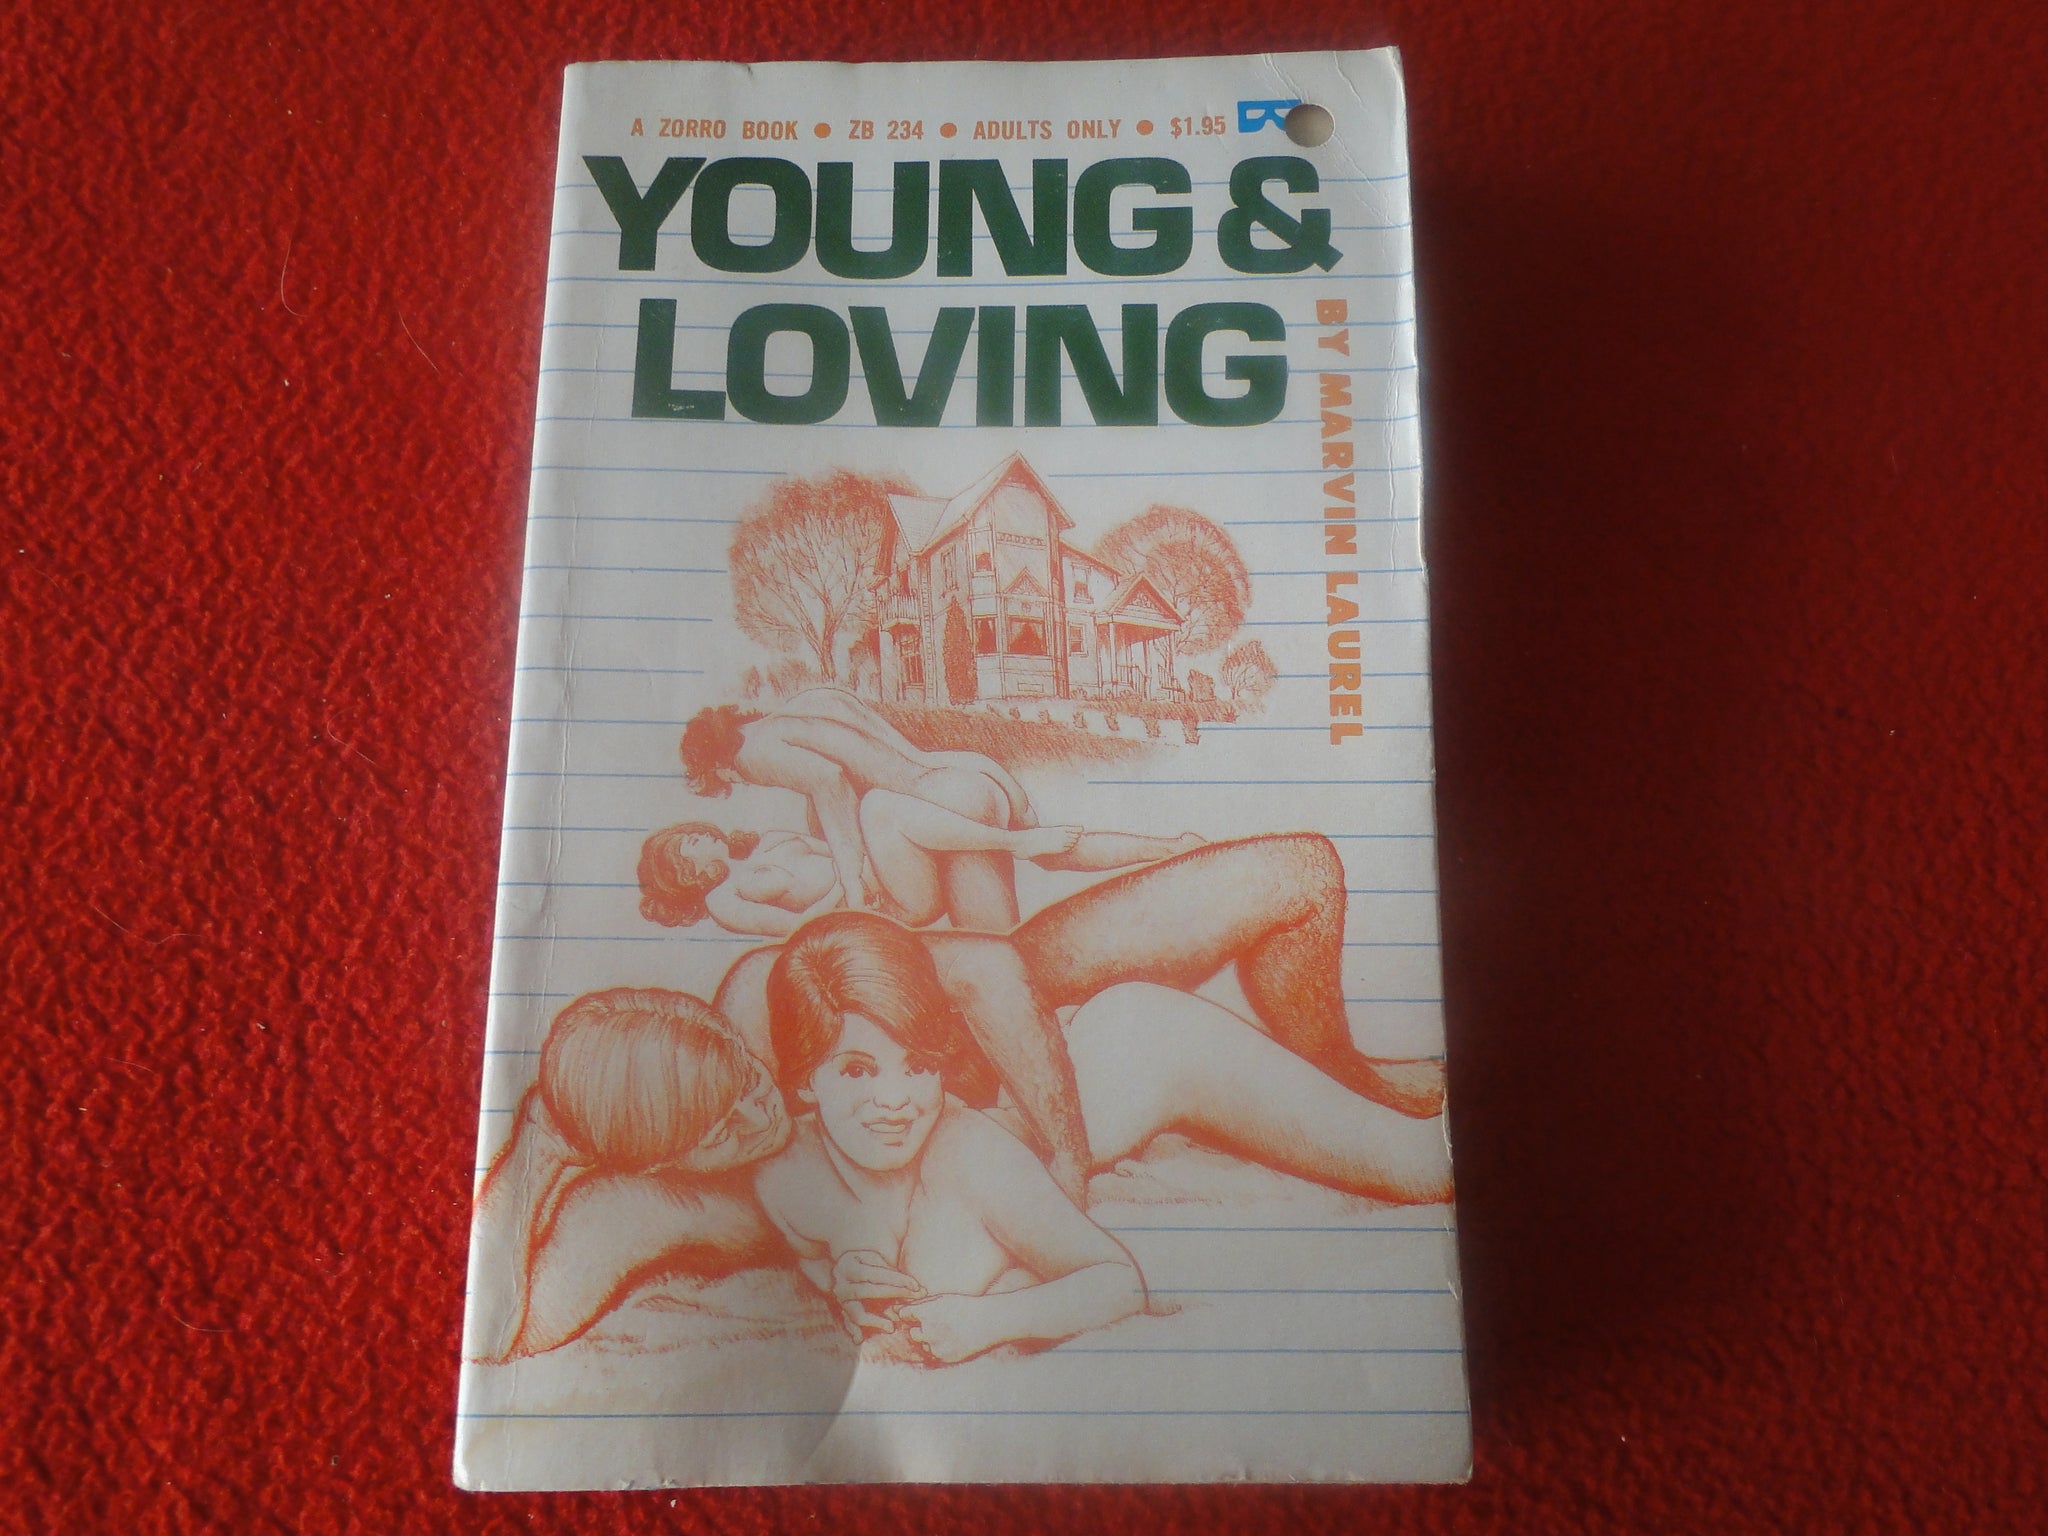 A ZORRO BOOK • ZB 234 • ADULTS ONLY • $1.95
YOUNG &
LOVING
BY MARVIN LAUREL